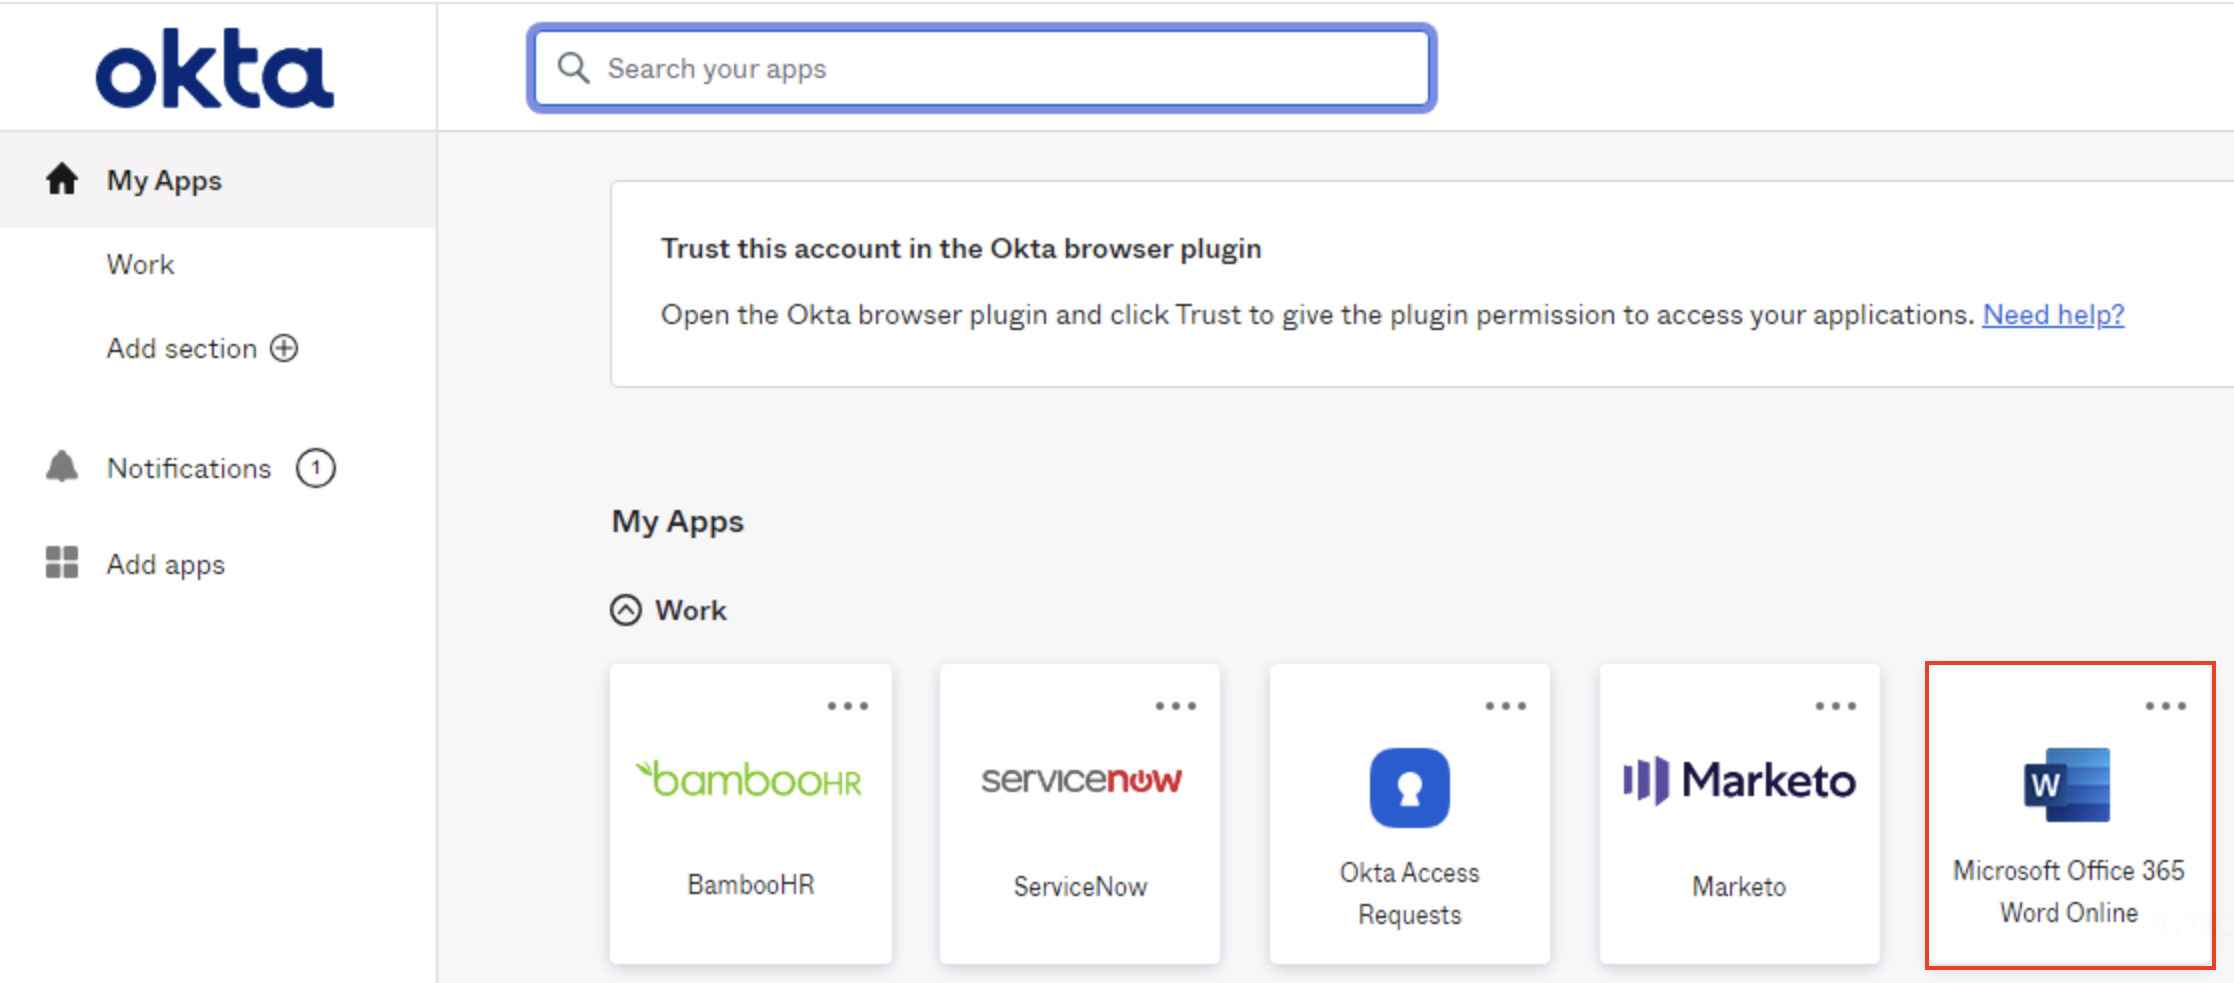 okta
Search your apps
My Apps
Work
Add section
Notifications 1
Add apps
Trust this account in the Okta browser plugin
Open the Okta browser plugin and click Trust to give the plugin permission to access your applications. Need help?
My Apps
Work
bambooHR
BambooHR
servicenow
ServiceNow
Okta Access
Requests
Marketo
Marketo
W
Microsoft Office 365
Word Online